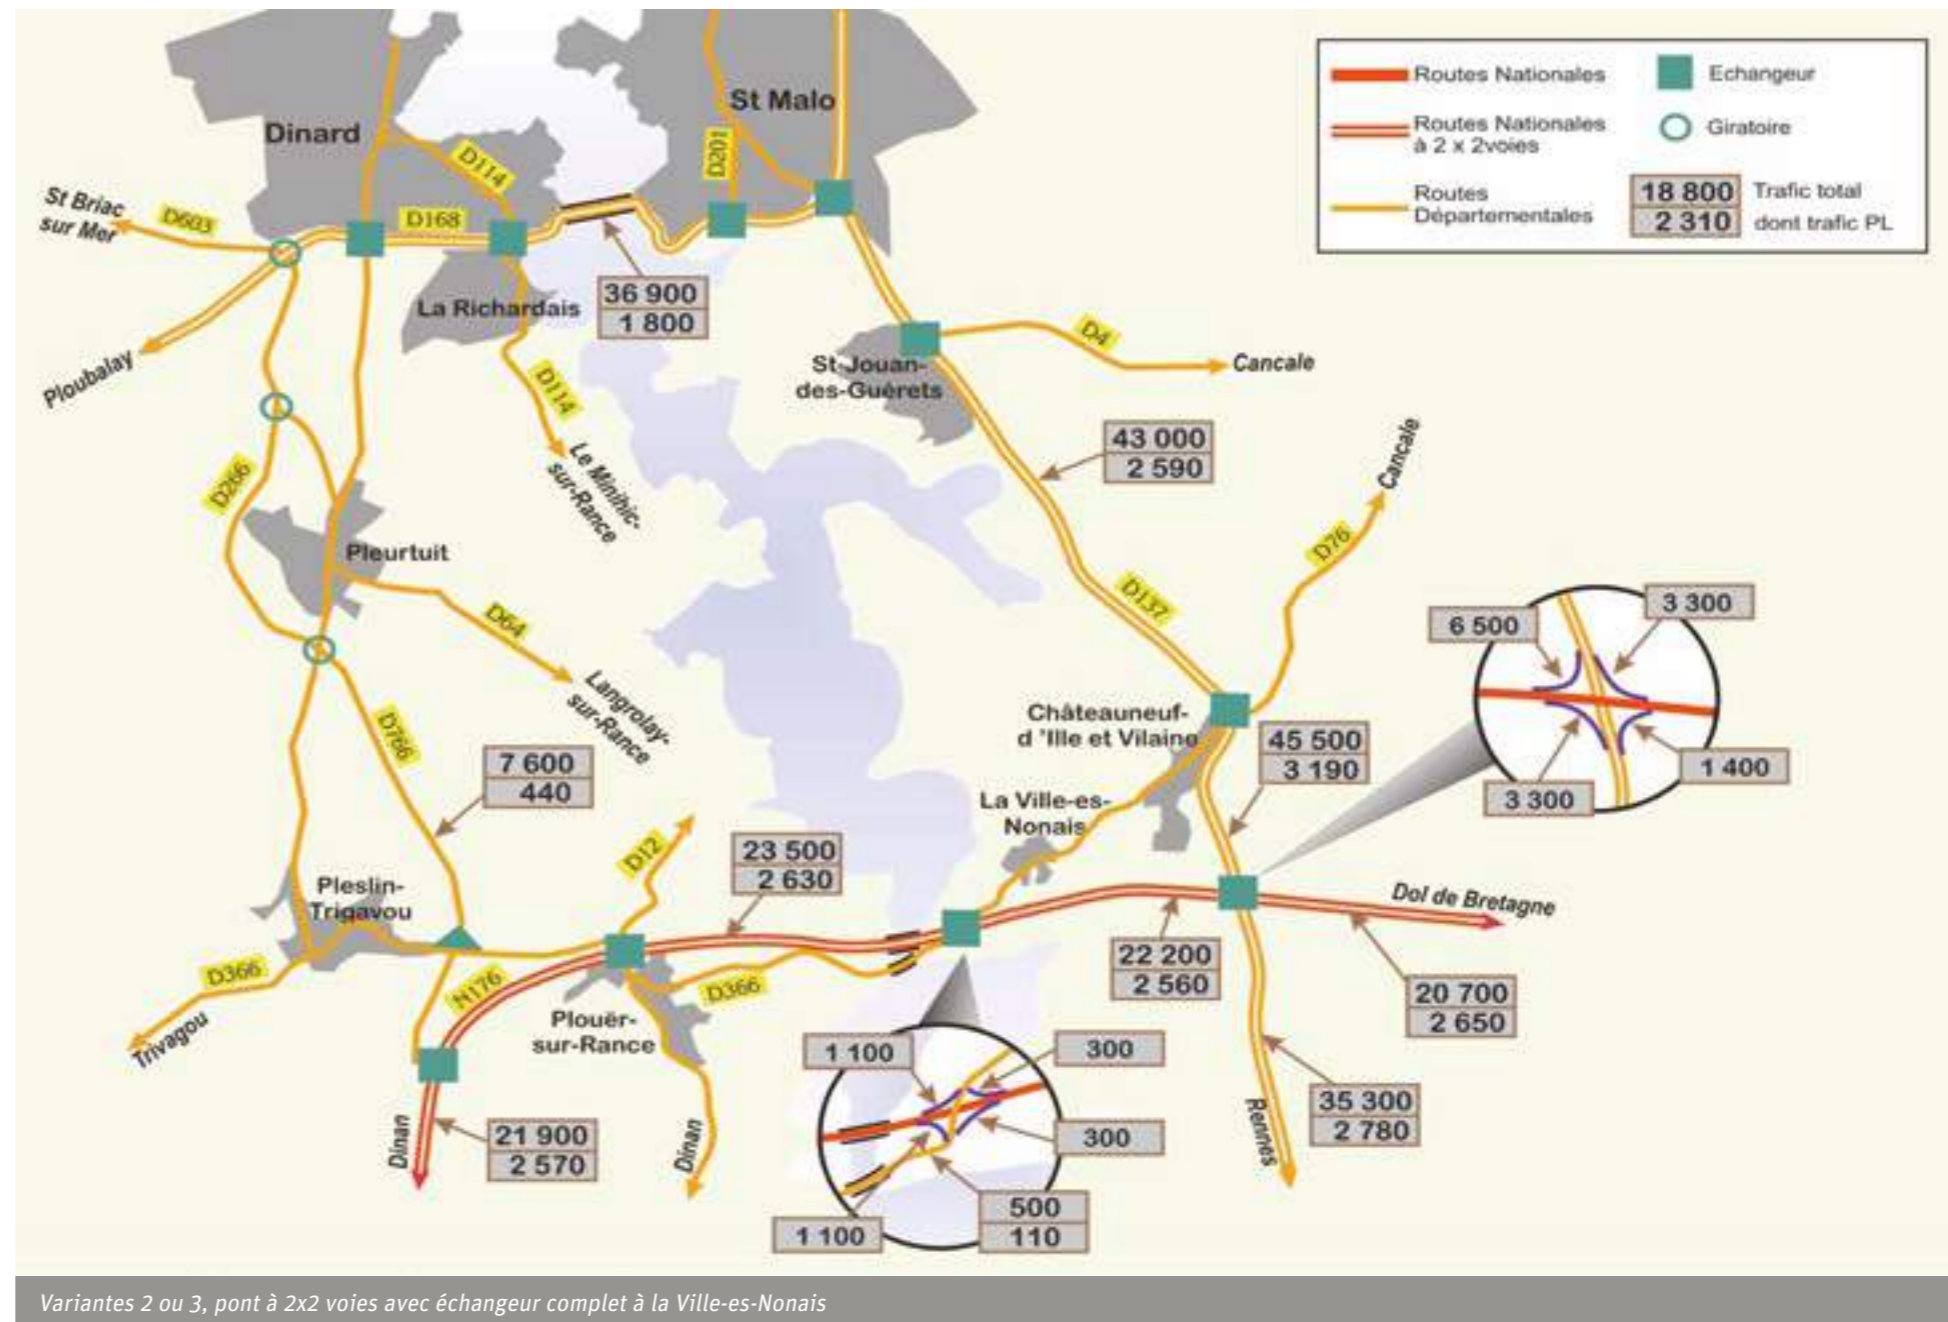 Routes Nationales
Echangeur
Routes Nationales
à 2 x 2voies
Giratoire
Routes
Départementales
18 800
2 310
Trafic total
dont trafic PL
St Malo
Dinard
D201
D114
St Briac
sur Mer
D603
D168
La Richardais
36 900
1 800
Ploubalay
D114
Le Minihic-
sur-Rance
St-Jouan-
des-Guérets
D4
Cancale
43 000
2 590
Cancale
D76
D266
Pleurtuit
D64
Langrolay-
sur-Rance
D137
6 500
3 300
3 300
1 400
D766
7 600
440
Châteauneuf-
d 'Ille et Vilaine
45 500
3 190
La Ville-es-
Nonais
D12
23 500
2 630
Pleslin-
Trigavou
Dol de Bretagne
D366
Trivagou
N176
D366
Plouër-
sur-Rance
22 200
2 560
20 700
2 650
1 100
300
300
1 100
500
110
35 300
2 780
Rennes
Dinan
21 900
2 570
Dinan
Variantes 2 ou 3, pont à 2x2 voies avec échangeur complet à la Ville-es-Nonais